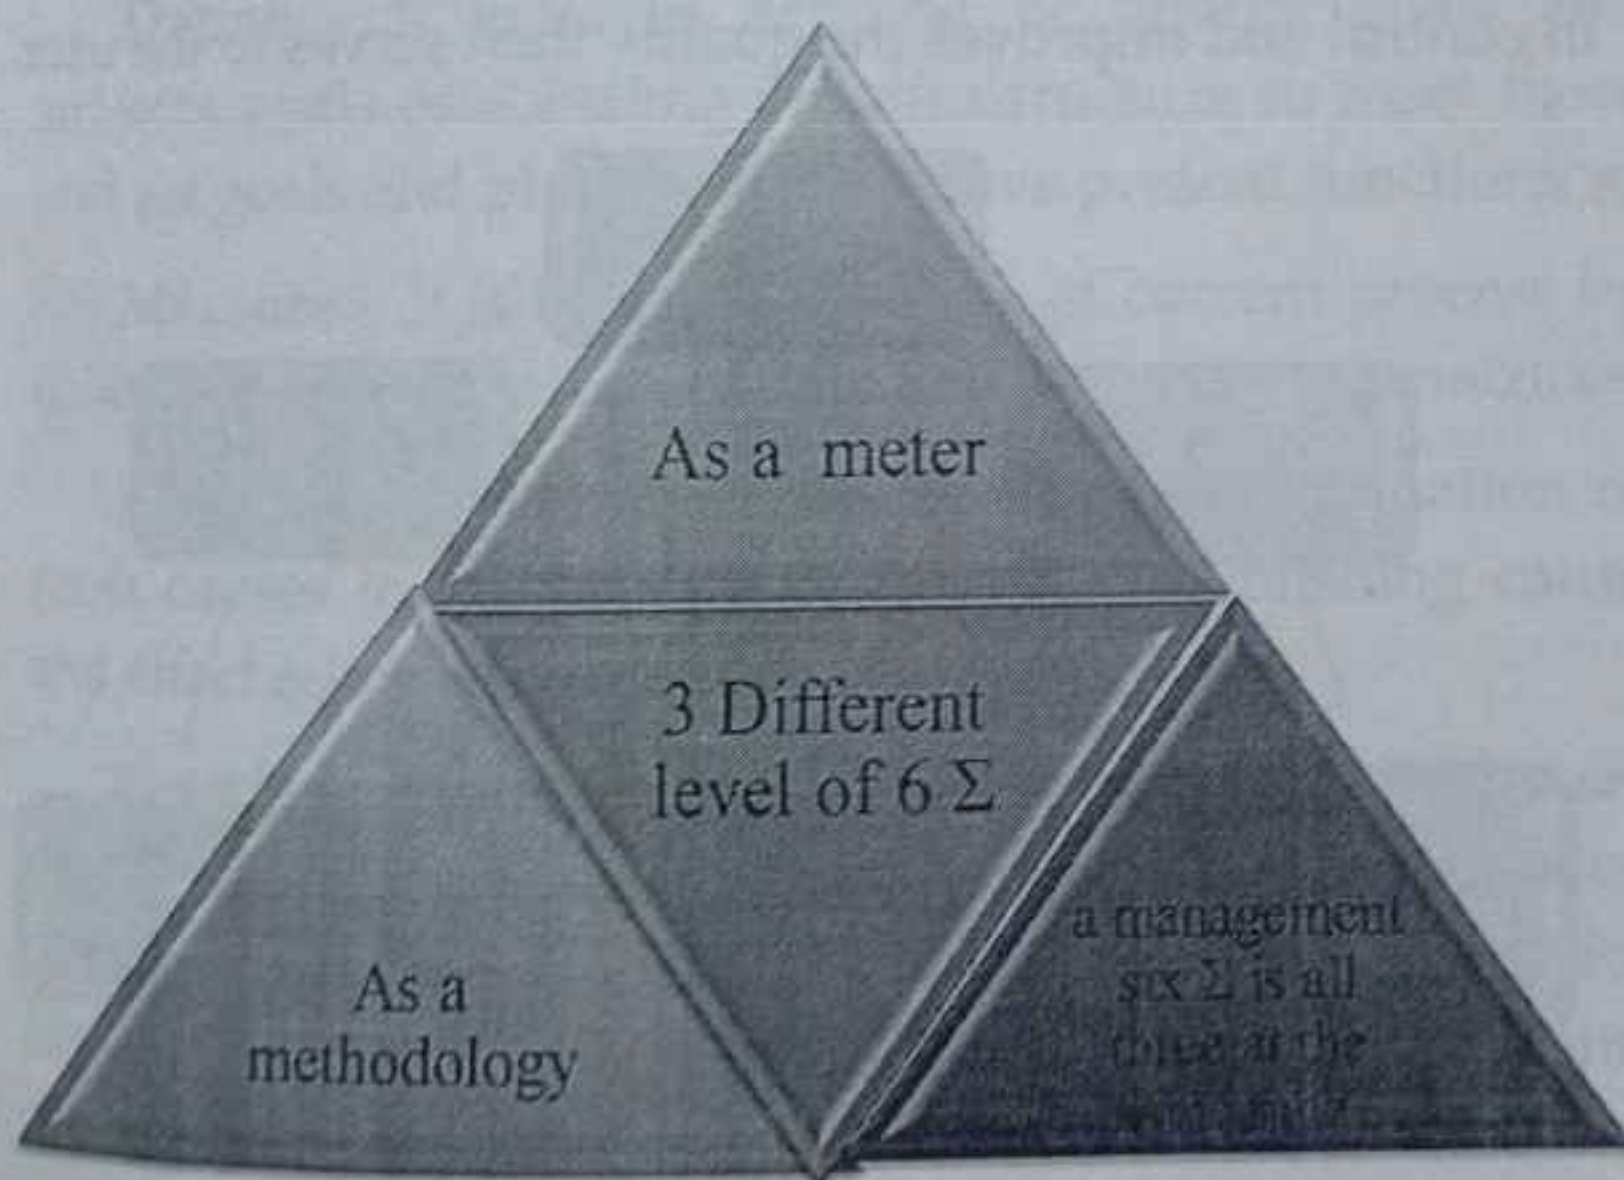 As a meter
3 Different
level of 6 Σ
As a
methodology
a management
six Σ is all
three at the